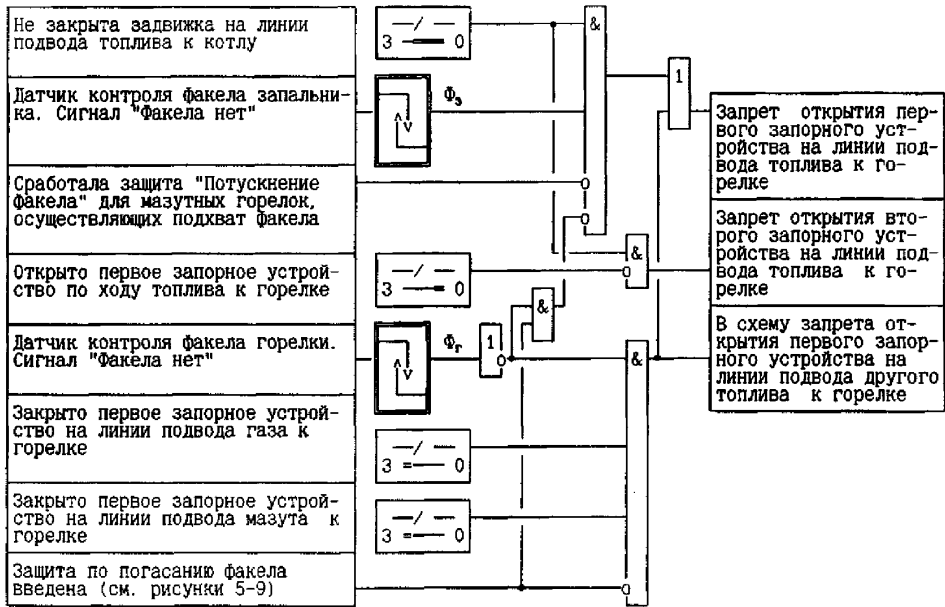 Не закрыта задвижка на линии
подвода топлива к котлу
Датчик контроля факела запальни-
ка. Сигнал "Факела нет"
Сработала защита "Потускнение
факела" для мазутных горелок,
осуществляющих подхват факела
Открыто первое запорное устрой-
ство по ходу топлива к горелке
Датчик контроля факела горелки.
Сигнал "Факела нет"
Закрыто первое запорное устрой-
ство на линии подвода газа к
горелке
Закрыто первое запорное устрой-
ство на линии подвода мазута к
горелке
Защита по погасанию факела
введена (см. рисунки 5-9)
З О
Фз
З О
Фг
З О
З О
&
&
&
1
&
1
Запрет открытия пер-
вого запорного уст-
ройства на линии под-
вода топлива к го-
релке
Запрет открытия вто-
рого запорного уст-
ройства на линии под-
вода топлива к го-
релке
В схему запрета от-
крытия первого запор-
ного устройства на
линии подвода другого
топлива к горелке